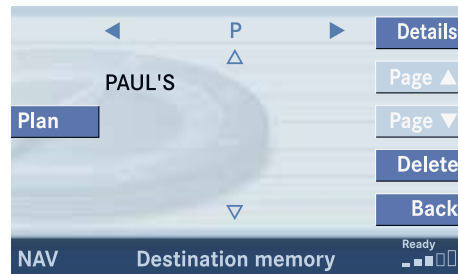 P
Details
PAUL'S
Page
Plan
Page
Delete
Back
NAV Destination memory Ready